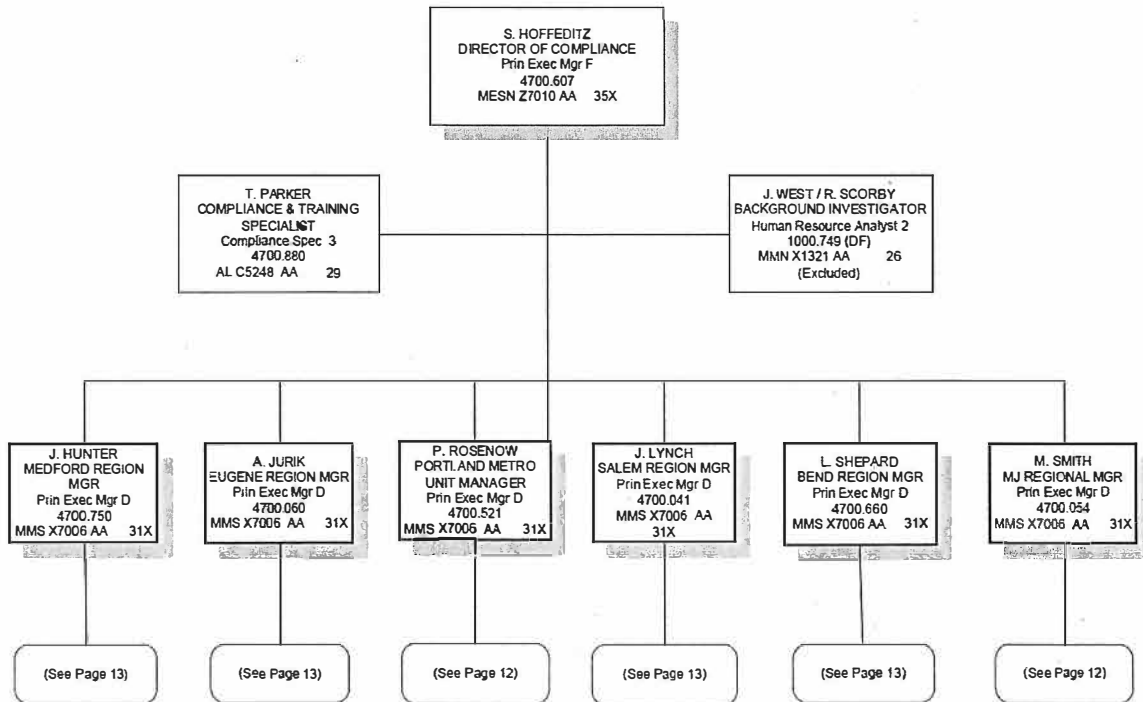 S. HOFFEDITZ
DIRECTOR OF COMPLIANCE
Prin Exec Mgr F
4700.607
MESN Z7010 AA 35X
T. PARKER
COMPLIANCE & TRAINING
SPECIALIST
Compliance Spec 3
4700.880
AL C5248 AA 29
J. WEST / R. SCORBY
BACKGROUND INVESTIGATOR
Human Resource Analyst 2
1000.749 (DF)
MMN X1321 AA 26
(Excluded)
J. HUNTER
MEDFORD REGION
MGR
Prin Exec Mgr D
4700.750
MMS X7006 AA 31X
A. JURIK
EUGENE REGION MGR
Prin Exec Mgr D
4700.060
MMS X7006 AA 31X
P. ROSENOW
PORTLAND METRO
UNIT MANAGER
Prin Exec Mgr D
4700.521
MMS X7006 AA 31X
J. LYNCH
SALEM REGION MGR
Prin Exec Mgr D
4700.041
MMS X7006 AA
31X
L. SHEPARD
BEND REGION MGR
Prin Exec Mgr D
4700.660
MMS X7006 AA 31X
M. SMITH
MJ REGIONAL MGR
Prin Exec Mgr D
4700.054
MMS X7006 AA 31X
(See Page 13)
(See Page 13)
(See Page 12)
(See Page 13)
(See Page 13)
(See Page 12)